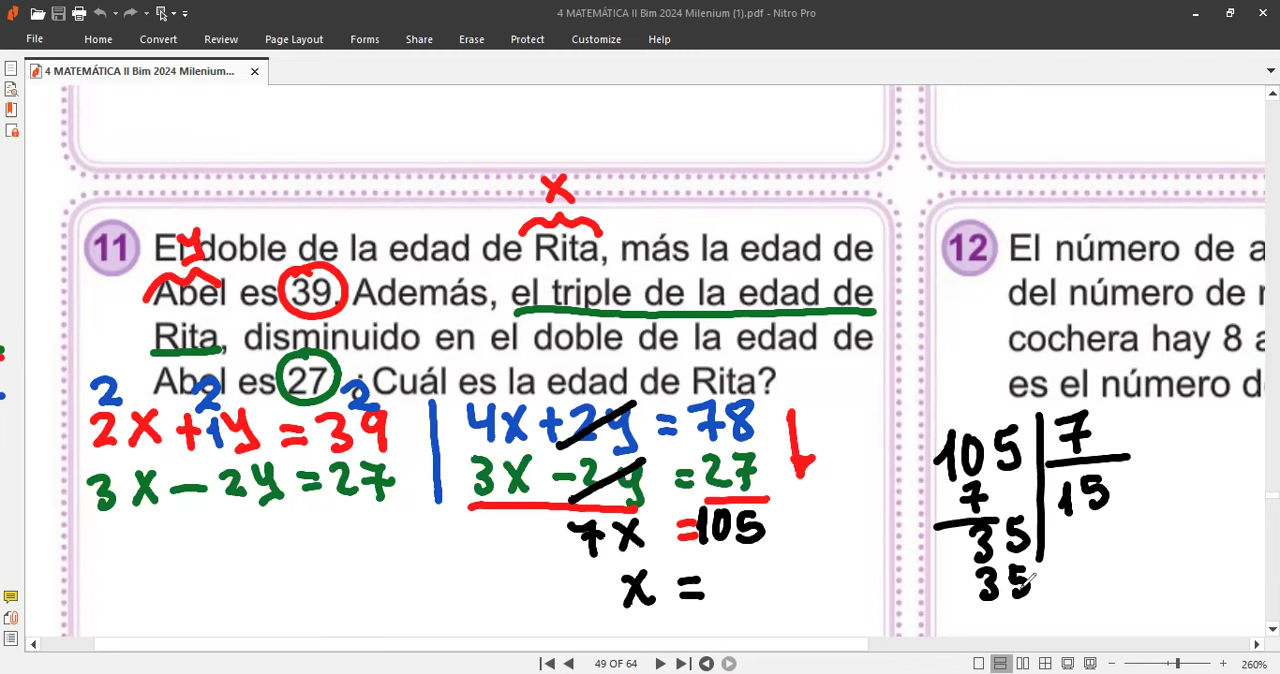 4 MATEMÁTICA II Bim 2024 Milenium (1).pdf - Nitro Pro
File Home Convert Review Page Layout Forms Share Erase Protect Customize Help
4 MATEMÁTICA II Bim 2024 Milenium...
x
y
11 El doble de la edad de Rita, más la edad de
Abel es 39. Además, el triple de la edad de
Rita, disminuido en el doble de la edad de
Abel es 27 ¿Cuál es la edad de Rita?
2 2 2
2x + 1y = 39
3x - 2y = 27
4x + 2y = 78
3x - 2y = 27
7x = 105
x =
12 El número de a
del número de
cochera hay 8 a
es el número d
105 7
7 15
35
35
49 OF 64
260%